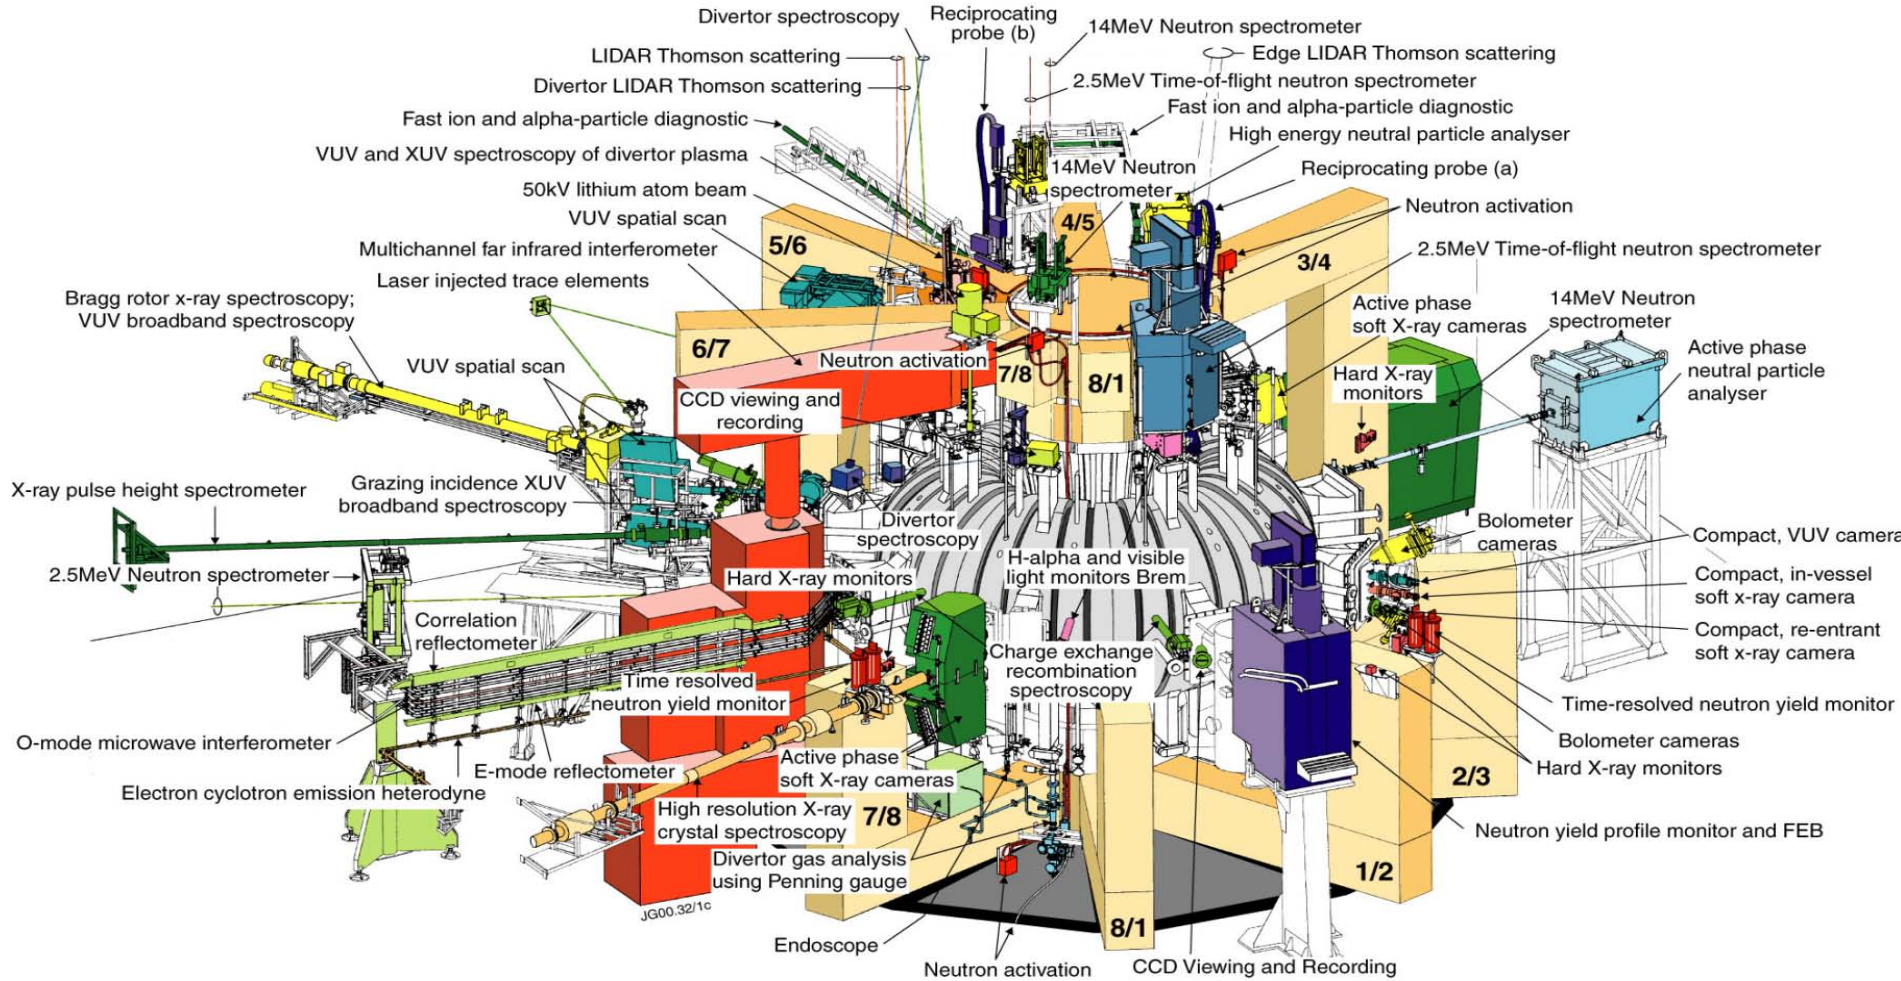 Divertor spectroscopy
Reciprocating
probe (b)
14MeV Neutron spectrometer
LIDAR Thomson scattering
Edge LIDAR Thomson scattering
Divertor LIDAR Thomson scattering
2.5MeV Time-of-flight neutron spectrometer
Fast ion and alpha-particle diagnostic
Fast ion and alpha-particle diagnostic
High energy neutral particle analyser
VUV and XUV spectroscopy of divertor plasma
14MeV Neutron
spectrometer
Reciprocating probe (a)
50kV lithium atom beam
Neutron activation
VUV spatial scan
4/5
5/6
Multichannel far infrared interferometer
2.5MeV Time-of-flight neutron spectrometer
3/4
Laser injected trace elements
Bragg rotor x-ray spectroscopy;
VUV broadband spectroscopy
Active phase
soft X-ray cameras
14MeV Neutron
spectrometer
6/7
Neutron activation
7/8
8/1
VUV spatial scan
Hard X-ray
monitors
Active phase
neutral particle
analyser
CCD viewing and
recording
X-ray pulse height spectrometer
Grazing incidence XUV
broadband spectroscopy
Divertor
spectroscopy
Bolometer
cameras
Compact, VUV camera
2.5MeV Neutron spectrometer
Hard X-ray monitors
H-alpha and visible
light monitors Brem
Compact, in-vessel
soft x-ray camera
Correlation
reflectometer
Compact, re-entrant
soft x-ray camera
Charge exchange
recombination
spectroscopy
Time resolved
neutron yield monitor
Time-resolved neutron yield monitor
O-mode microwave interferometer
Bolometer cameras
E-mode reflectometer
Active phase
soft X-ray cameras
Hard X-ray monitors
2/3
Electron cyclotron emission heterodyne
High resolution X-ray
crystal spectroscopy
7/8
Neutron yield profile monitor and FEB
Divertor gas analysis
using Penning gauge
1/2
JG00.32/1c
8/1
Endoscope
Neutron activation
CCD Viewing and Recording